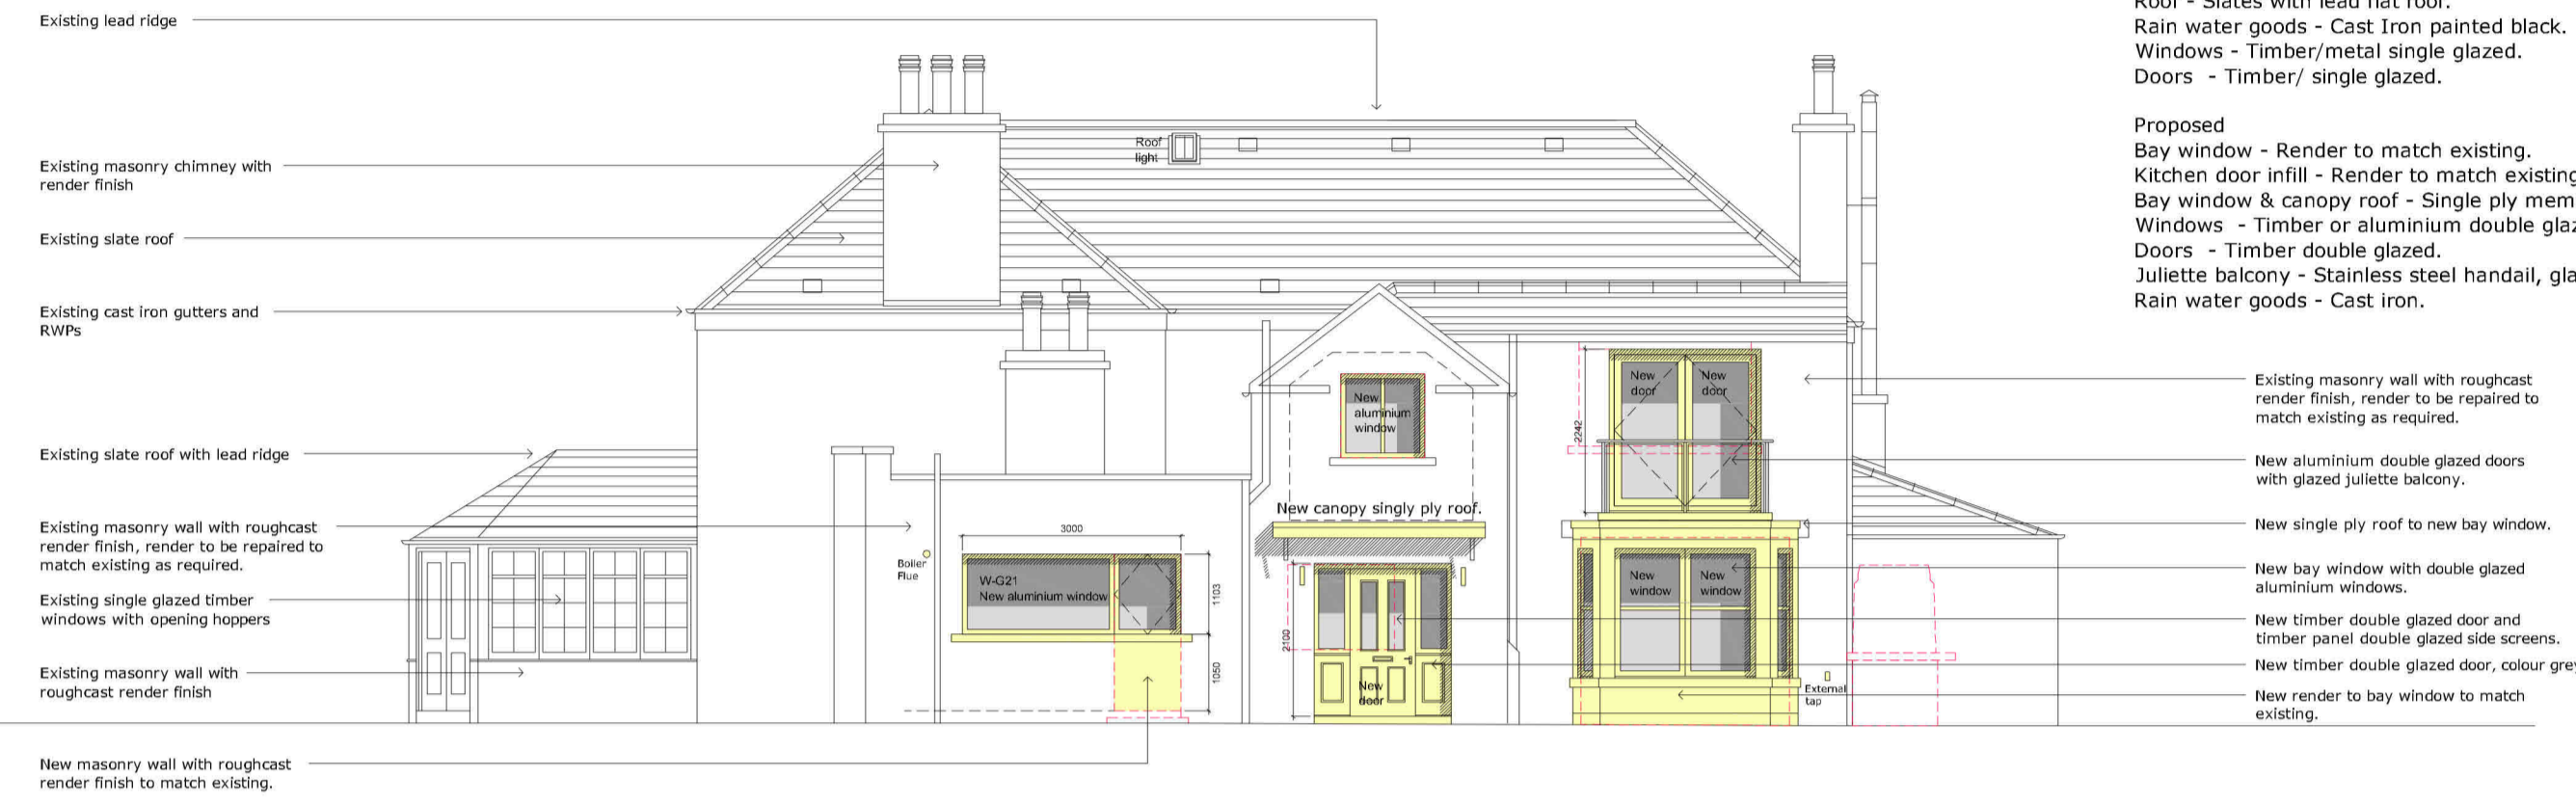 Existing lead ridge
Existing masonry chimney with
render finish
Existing slate roof
Existing cast iron gutters and
RWPs
Existing slate roof with lead ridge
Existing masonry wall with roughcast
render finish, render to be repaired to
match existing as required.
Existing single glazed timber
windows with opening hoppers
Existing masonry wall with
roughcast render finish
New masonry wall with roughcast
render finish to match existing.
Roof
light
Boiler
Flue
3000
W-G21
New aluminium window
1103
1050
New
aluminium
window
New canopy singly ply roof.
2100
New
door
2242
New
door
New
door
New
window
New
window
External
tap
Roof - Slates with lead flat roof.
Rain water goods - Cast Iron painted black.
Windows - Timber/metal single glazed.
Doors - Timber/ single glazed.
Proposed
Bay window - Render to match existing.
Kitchen door infill - Render to match existing
Bay window & canopy roof - Single ply mem
Windows - Timber or aluminium double glaz
Doors - Timber double glazed.
Juliette balcony - Stainless steel handail, gla
Rain water goods - Cast iron.
Existing masonry wall with roughcast
render finish, render to be repaired to
match existing as required.
New aluminium double glazed doors
with glazed juliette balcony.
New single ply roof to new bay window.
New bay window with double glazed
aluminium windows.
New timber double glazed door and
timber panel double glazed side screens.
New timber double glazed door, colour grey
New render to bay window to match
existing.